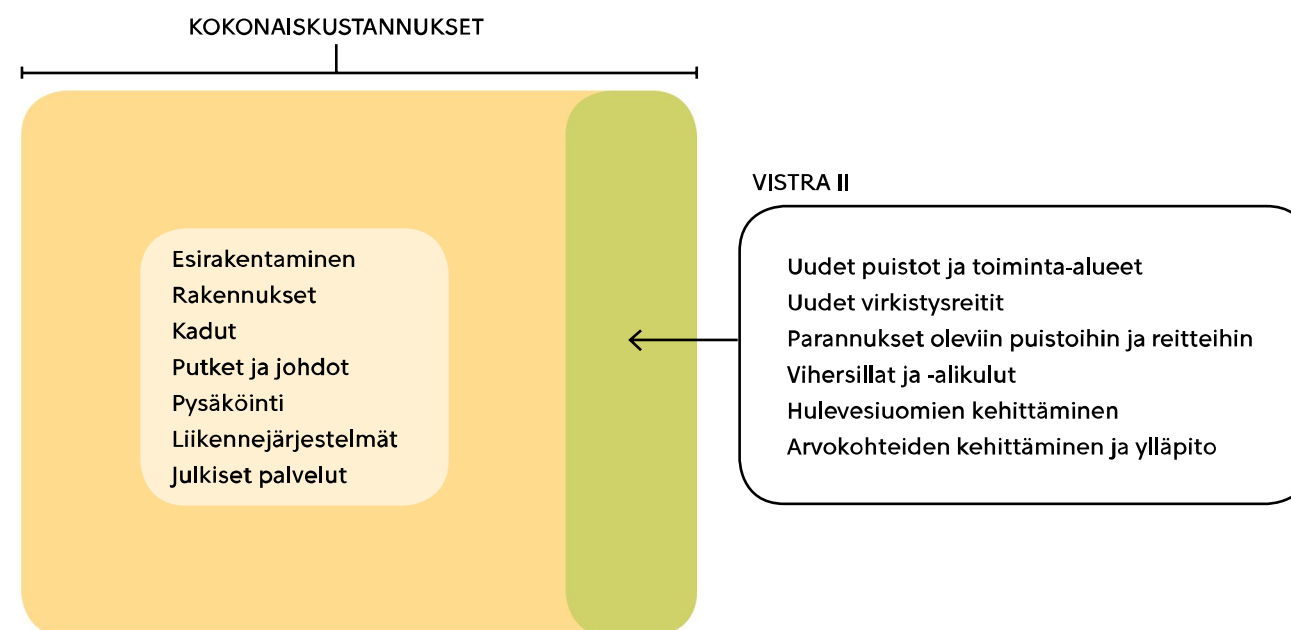 KOKONAISKUSTANNUKSET
Esirakentaminen
Rakennukset
Kadut
Putket ja johdot
Pysäköinti
Liikennejärjestelmät
Julkiset palvelut
VISTRA II
Uudet puistot ja toiminta-alueet
Uudet virkistysreitit
Parannukset oleviin puistoihin ja reitteihin
Vihersillat ja -alikulut
Hulevesiuomien kehittäminen
Arvokohteiden kehittäminen ja ylläpito